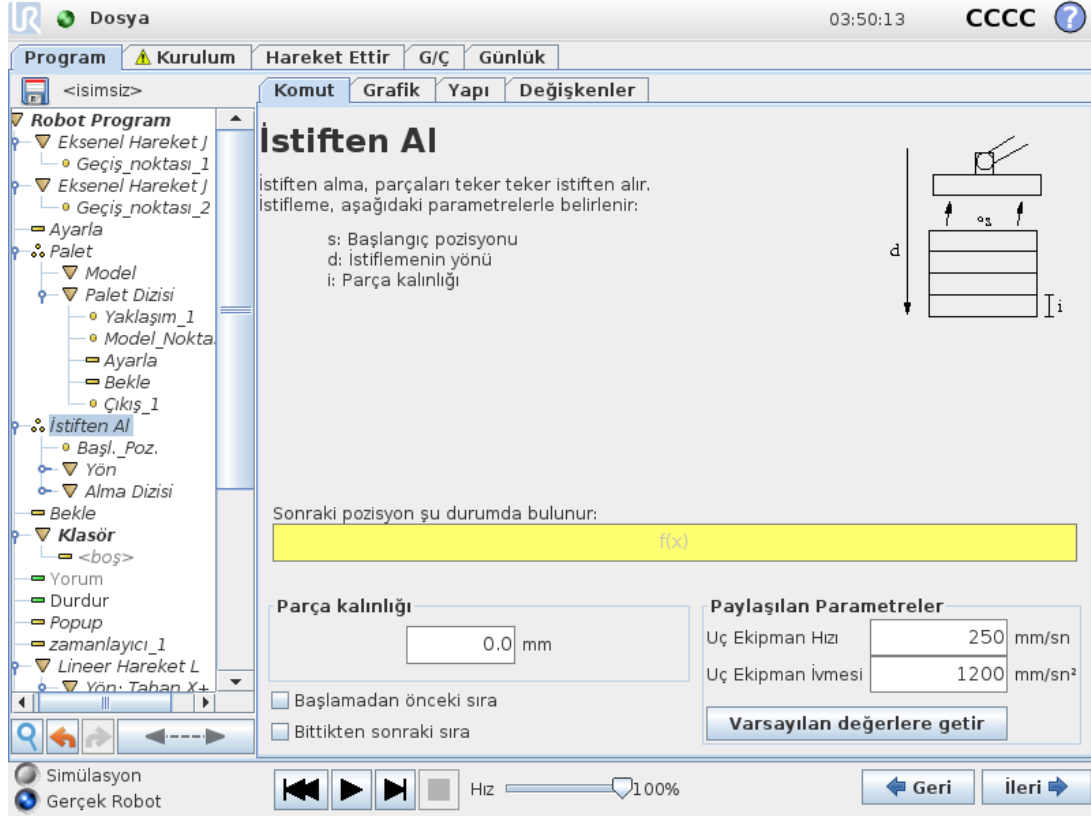 UR
Dosya
03:50:13
CCCC
?
Program
Kurulum
Hareket Ettir
G/Ç
Günlük
<isimsiz>
Komut
Grafik
Yapı
Değişkenler
Robot Program
Eksenel Hareket J
Geçiş_noktası_1
Eksenel Hareket J
Geçiş_noktası_2
Ayarla
Palet
Model
Palet Dizisi
Yaklaşım_1
Model_Nokta
Ayarla
Bekle
Çıkış_1
İstiften Al
Başl._Poz.
Yön
Alma Dizisi
Bekle
Klasör
<boş>
Yorum
Durdur
Popup
zamanlayıcı_1
Lineer Hareket L
Yön: Taban X+
İstiften Al
İstiften alma, parçaları teker teker istiften alır.
İstifleme, aşağıdaki parametrelerle belirlenir:
s: Başlangıç pozisyonu
d: İstiflemenin yönü
i: Parça kalınlığı
s
d
i
Sonraki pozisyon şu durumda bulunur:
f(x)
Parça kalınlığı
0.0 mm
Başlamadan önceki sıra
Bittikten sonraki sıra
Paylaşılan Parametreler
Uç Ekipman Hızı 250 mm/sn
Uç Ekipman İvmesi 1200 mm/sn²
Varsayılan değerlere getir
Simülasyon
Gerçek Robot
Hız 100%
Geri
İleri